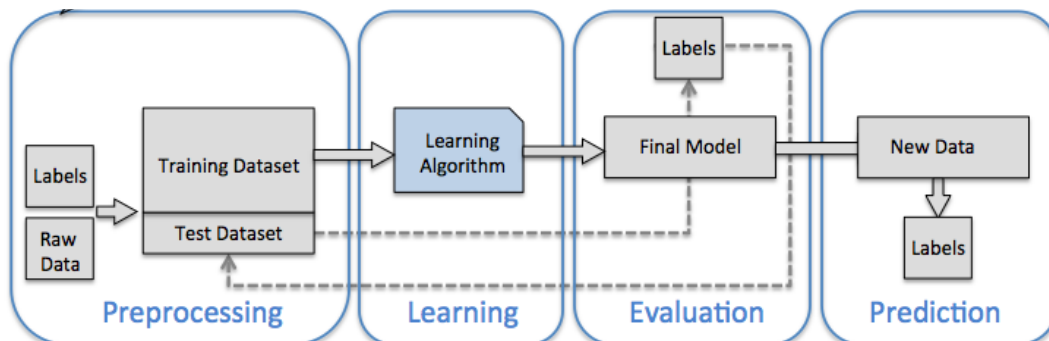 Labels
Raw
Data
Training Dataset
Test Dataset
Preprocessing
Learning
Algorithm
Learning
Labels
Final Model
Evaluation
New Data
Labels
Prediction